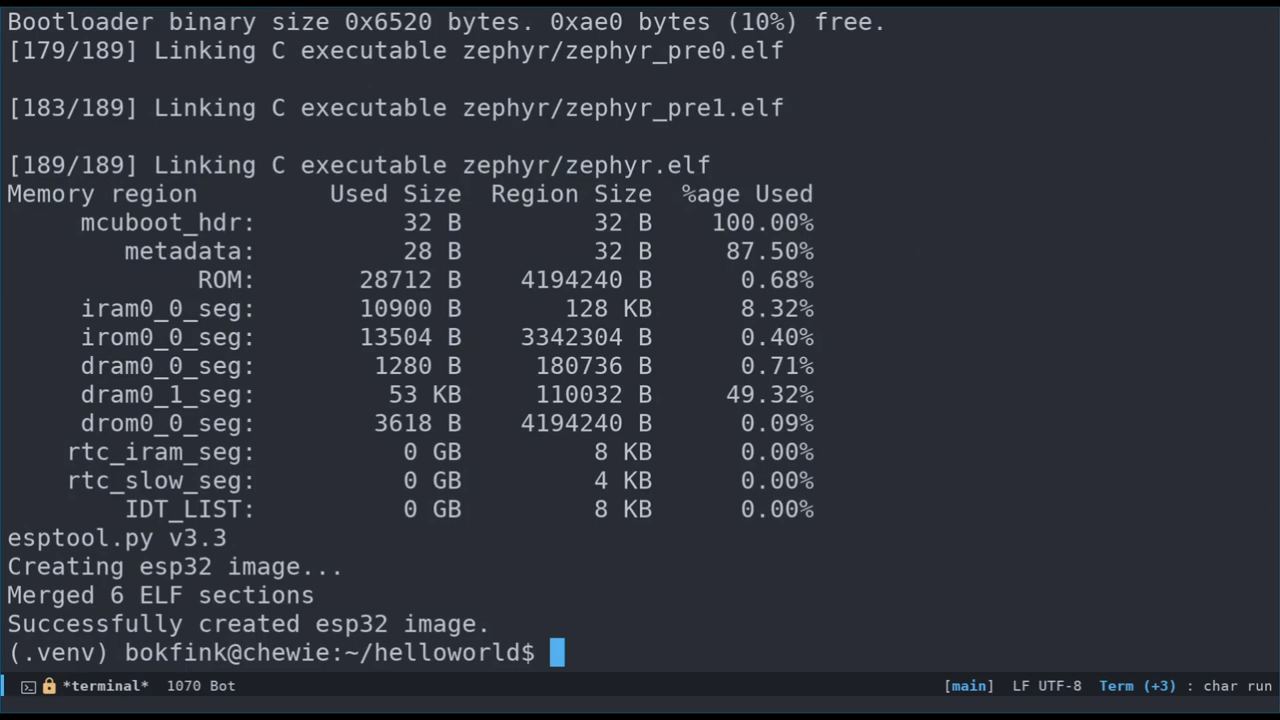 Bootloader binary size 0x6520 bytes. 0xae0 bytes (10%) free.
[179/189] Linking C executable zephyr/zephyr_pre0.elf
[183/189] Linking C executable zephyr/zephyr_pre1.elf
[189/189] Linking C executable zephyr/zephyr.elf
Memory region         Used Size  Region Size  %age Used
     mcuboot_hdr:          32 B         32 B    100.00%
        metadata:          28 B         32 B     87.50%
             ROM:       28712 B    4194240 B      0.68%
     iram0_0_seg:       10900 B       128 KB      8.32%
     irom0_0_seg:       13504 B    3342304 B      0.40%
     dram0_0_seg:        1280 B     180736 B      0.71%
     dram0_1_seg:         53 KB     110032 B     49.32%
     drom0_0_seg:        3618 B    4194240 B      0.09%
    rtc_iram_seg:          0 GB         8 KB      0.00%
    rtc_slow_seg:          0 GB         4 KB      0.00%
        IDT_LIST:          0 GB         8 KB      0.00%
esptool.py v3.3
Creating esp32 image...
Merged 6 ELF sections
Successfully created esp32 image.
(.venv) bokfink@chewie:~/helloworld$
*terminal*  1070 Bot  [main]  LF UTF-8  Term (+3) : char run